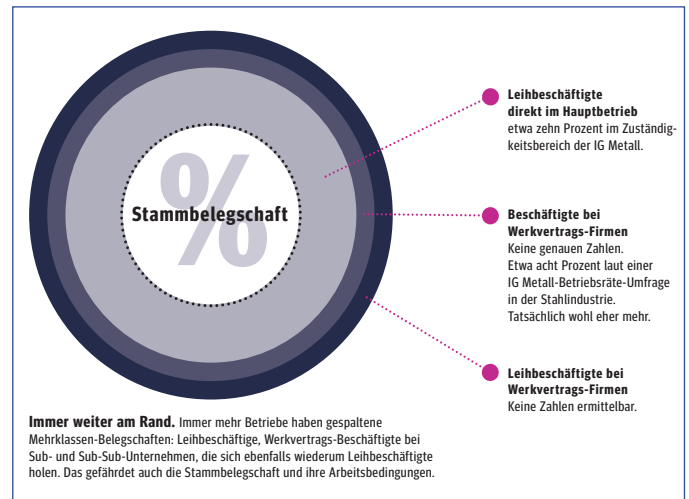 %
Stammbelegschaft
Leihbeschäftigte
direkt im Hauptbetrieb
etwa zehn Prozent im Zuständig-
keitsbereich der IG Metall.
Beschäftigte bei
Werkvertrags-Firmen
Keine genauen Zahlen.
Etwa acht Prozent laut einer
IG Metall-Betriebsräte-Umfrage
in der Stahlindustrie.
Tatsächlich wohl eher mehr.
Leihbeschäftigte bei
Werkvertrags-Firmen
Keine Zahlen ermittelbar.
Immer weiter am Rand. Immer mehr Betriebe haben gespaltene
Mehrklassen-Belegschaften: Leihbeschäftige, Werkvertrags-Beschäftigte bei
Sub- und Sub-Sub-Unternehmen, die sich ebenfalls wiederum Leihbeschäftigte
holen. Das gefährdet auch die Stammbelegschaft und ihre Arbeitsbedingungen.